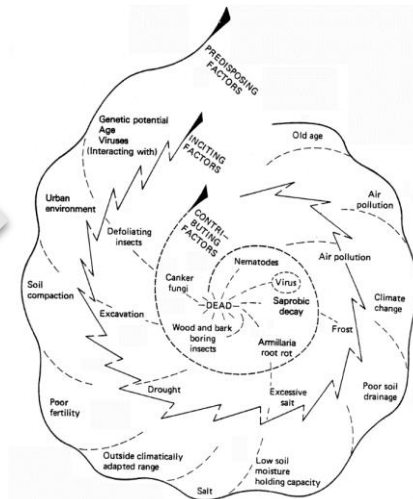 PREDISPOSING
FACTORS
INCITING
FACTORS
CONTRI-
BUTING
FACTORS
Genetic potential
Age
Viruses
(Interacting with)
Old age
Urban
environment
Defoliating
insects
Air
pollution
Nematodes
Air pollution
Canker
fungi
Virus
Soil
compaction
Excavation
DEAD
Saprobic
decay
Climate
change
Wood and bark
boring
insects
Armillaria
root rot
Frost
Drought
Excessive
salt
Poor soil
drainage
Poor
fertility
Outside climatically
adapted range
Salt
Low soil
moisture
holding capacity